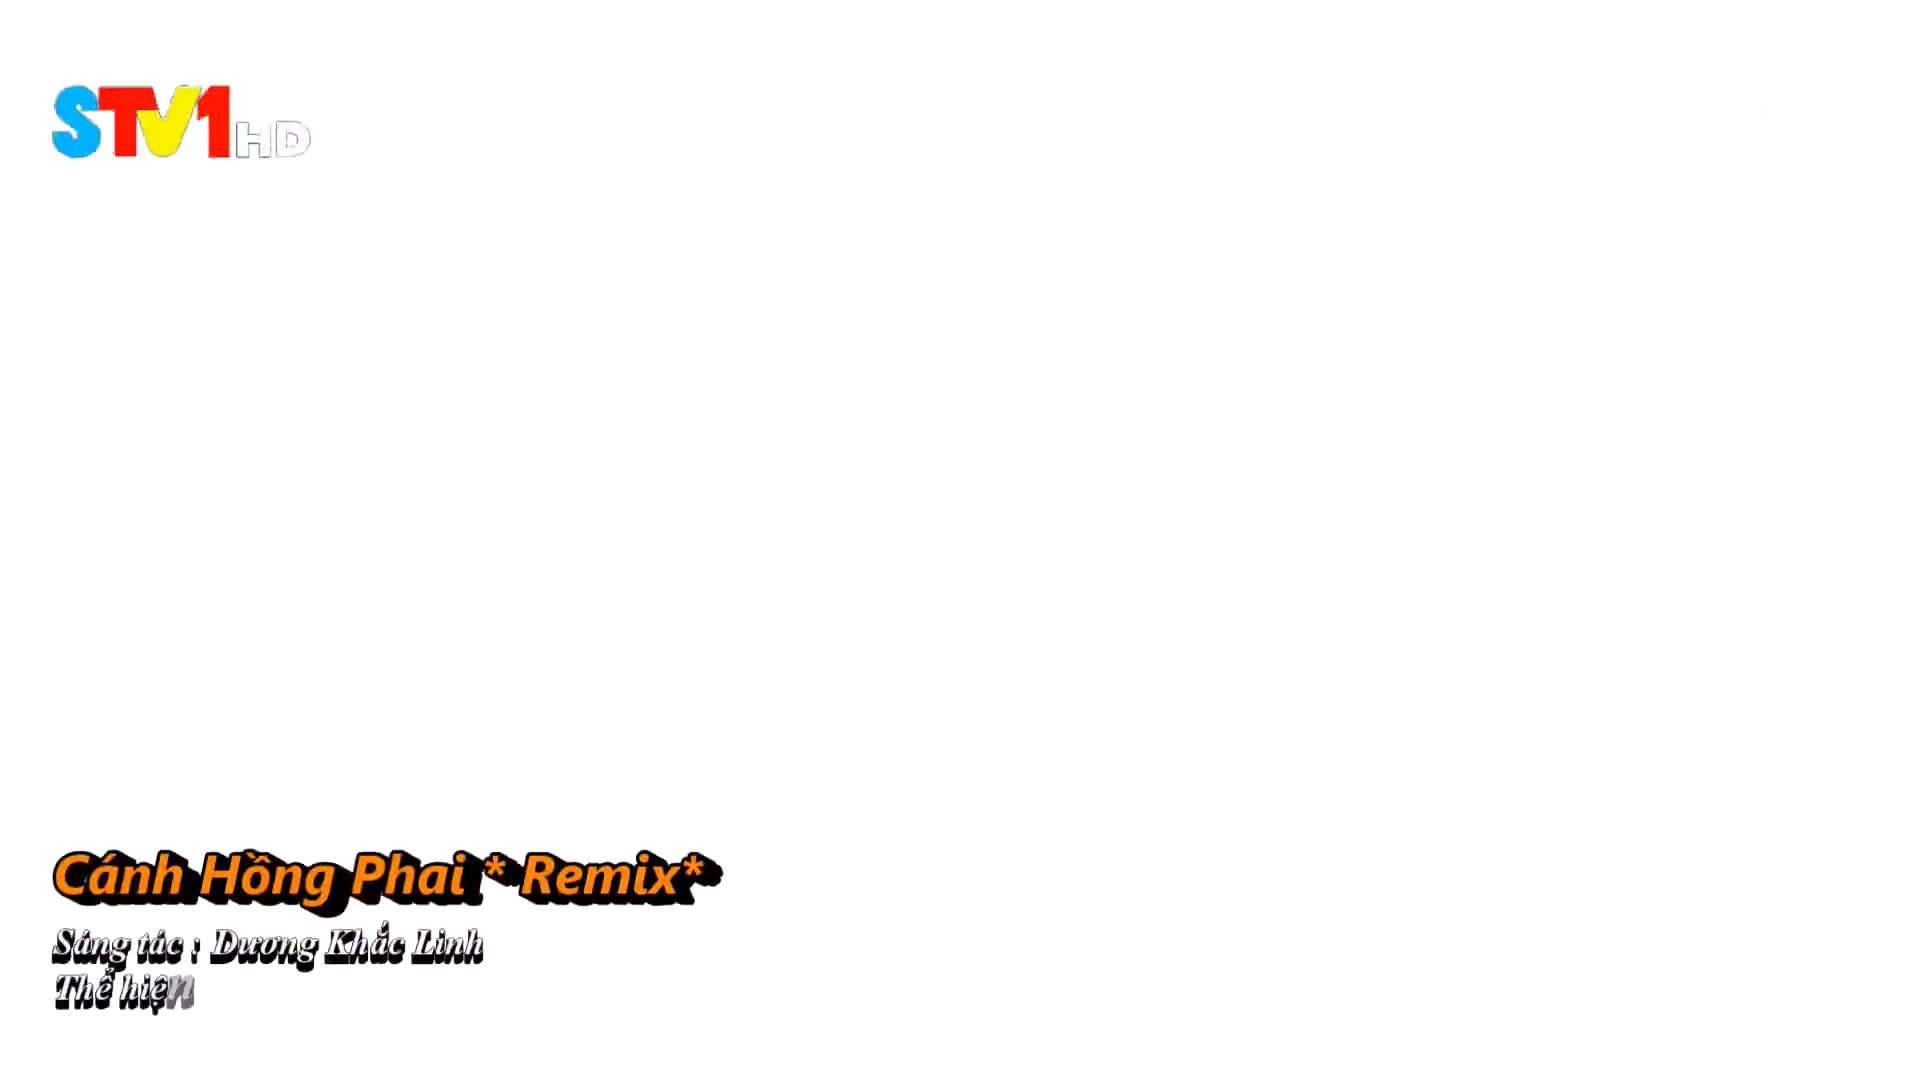 STV1 HD
Cánh Hồng Phai * Remix*
Sáng tác : Dương Khắc Linh
Thể hiện